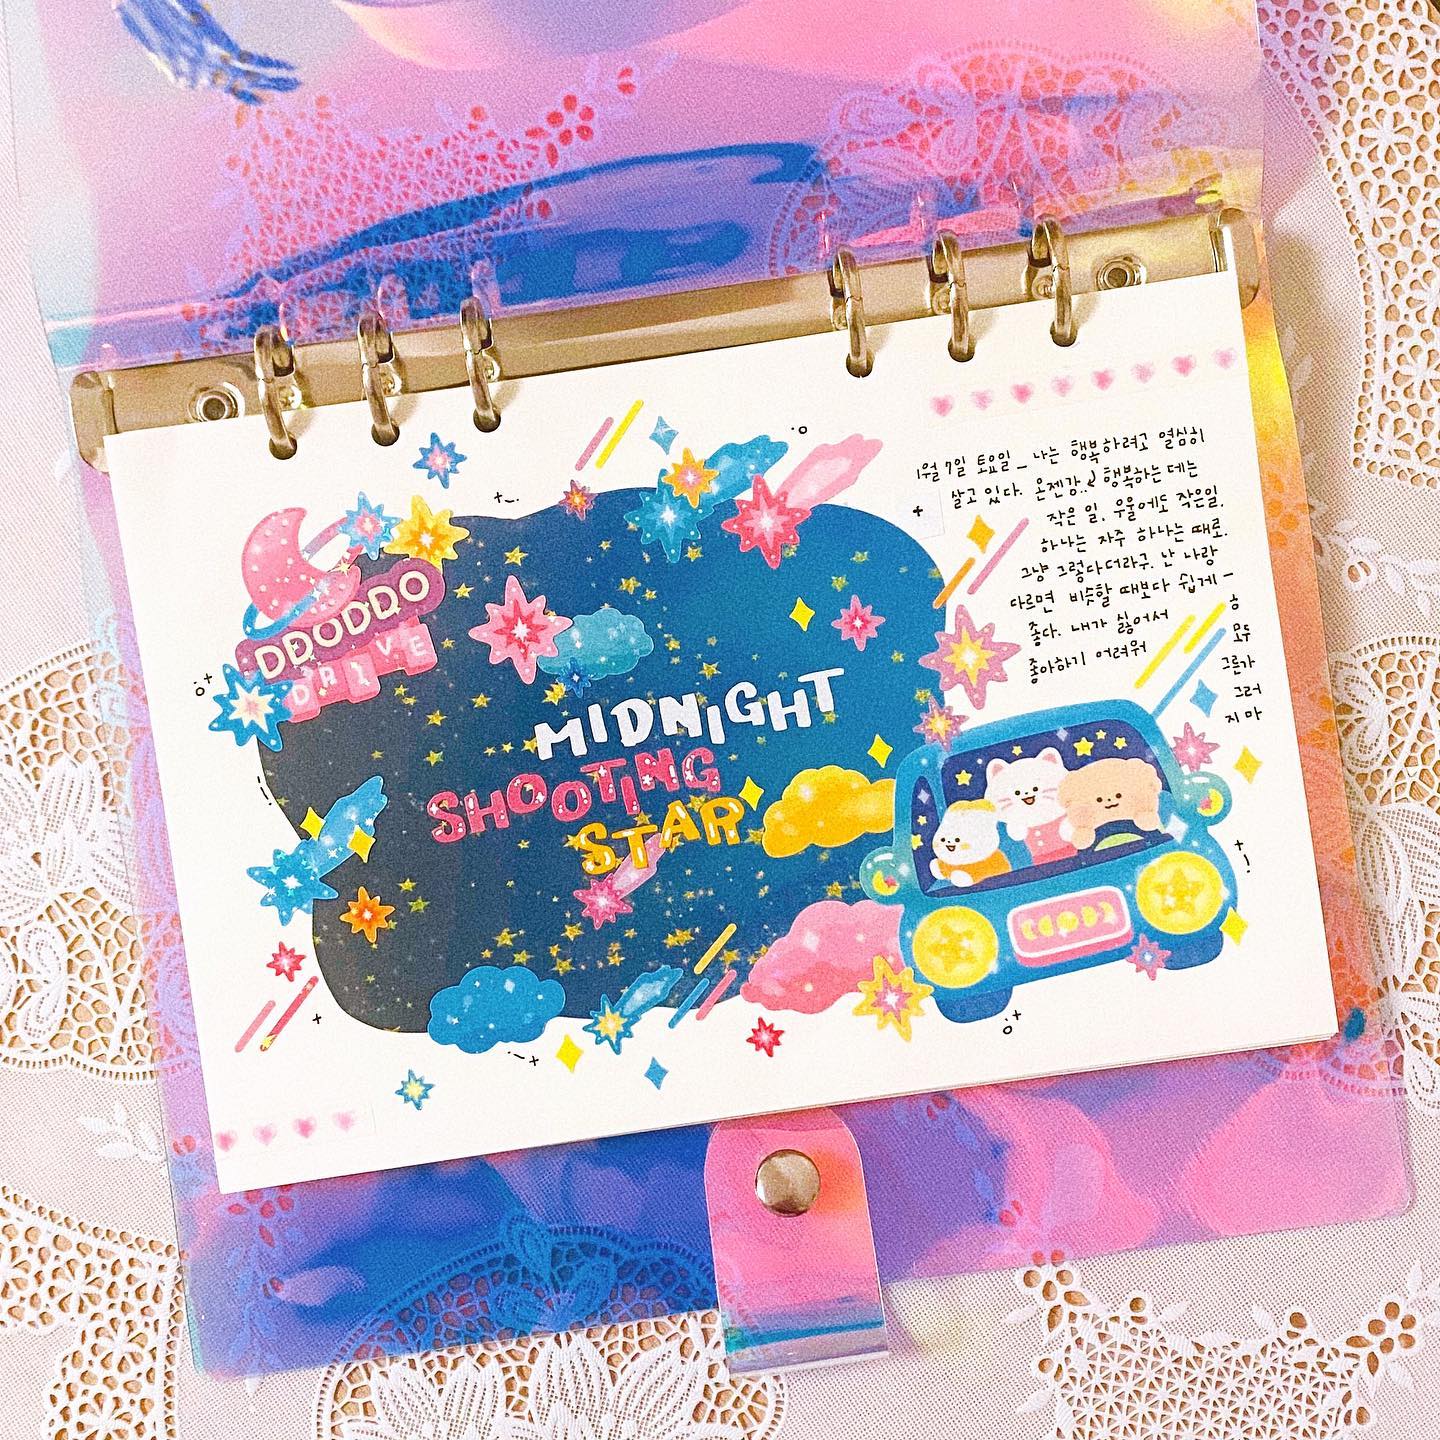 DDODDO
DRIVE
MIDNIGHT
SHOOTING
STAR
1월 7일 토요일_ 나는 행복하려고 열심히
살고 있다. 온젠강..? 행복하는 데는
작은 일. 우울에도 작은일.
하나는 자주 하나는 때로.
그냥 그렇다더라구. 난 나랑
다르면 비슷할 때보다 쉽게 -
좋다. 내가 싫어서
좋아하기 어려워
ㅎ
모두
그른가
그러
지 마